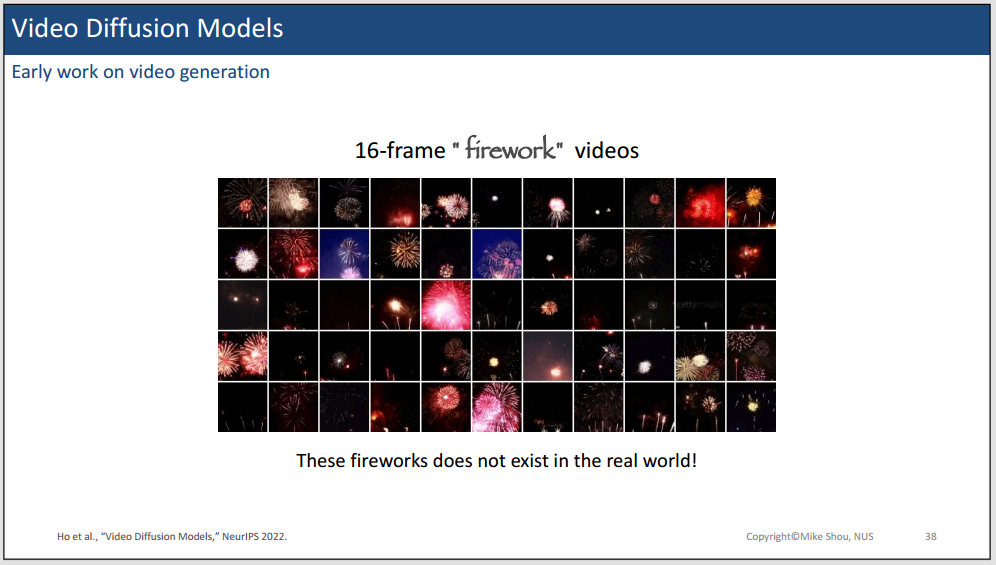 Video Diffusion Models
Early work on video generation
16-frame " firework" videos
These fireworks does not exist in the real world!
Ho et al., “Video Diffusion Models,” NeurIPS 2022.
Copyright©Mike Shou, NUS
38